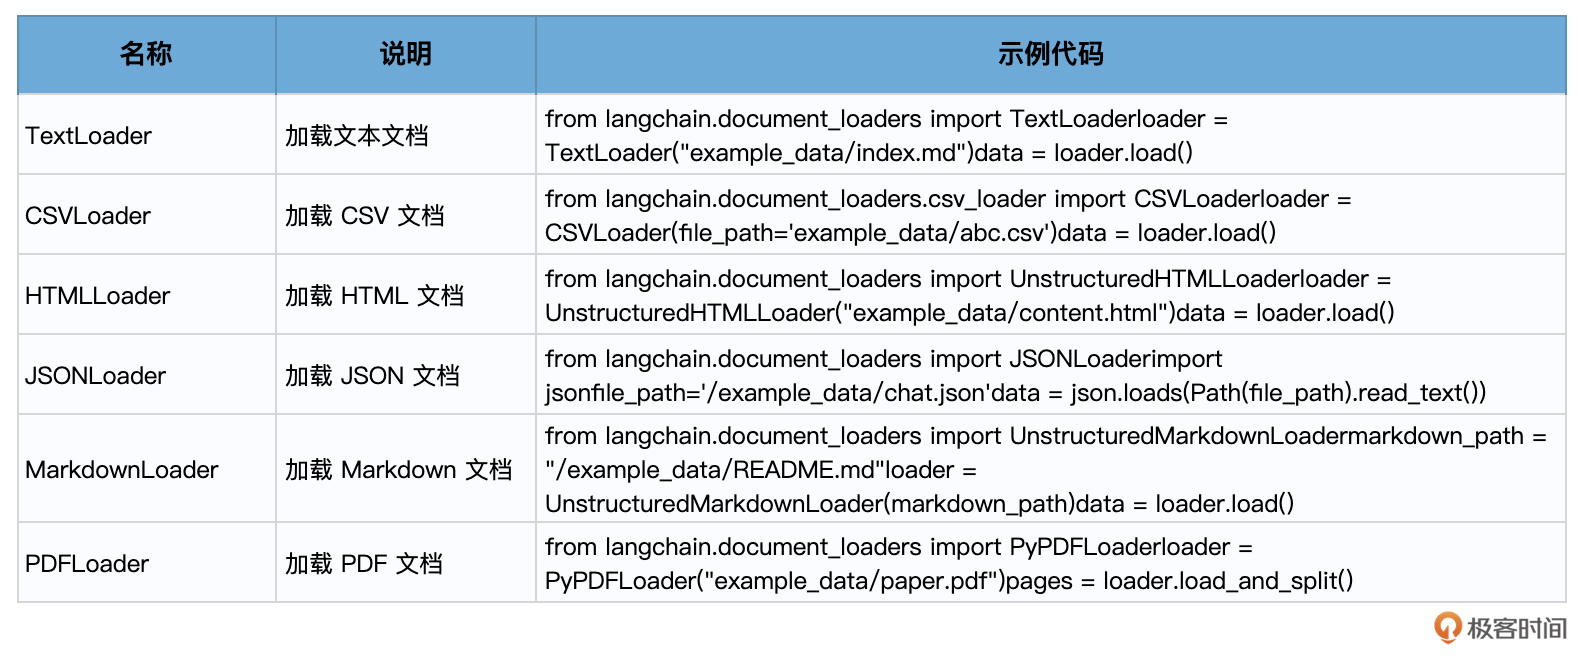 名称 说明 示例代码
TextLoader 加载文本文档 from langchain.document_loaders import TextLoaderloader =
TextLoader("example_data/index.md")data = loader.load()
CSVLoader 加载 CSV 文档 from langchain.document_loaders.csv_loader import CSVLoaderloader =
CSVLoader(file_path='example_data/abc.csv')data = loader.load()
HTMLLoader 加载 HTML 文档 from langchain.document_loaders import UnstructuredHTMLLoaderloader =
UnstructuredHTMLLoader("example_data/content.html")data = loader.load()
JSONLoader 加载 JSON 文档 from langchain.document_loaders import JSONLoaderimport
jsonfile_path='/example_data/chat.json'data = json.loads(Path(file_path).read_text())
MarkdownLoader 加载 Markdown 文档 from langchain.document_loaders import UnstructuredMarkdownLoadermarkdown_path =
"/example_data/README.md"loader =
UnstructuredMarkdownLoader(markdown_path)data = loader.load()
PDFLoader 加载 PDF 文档 from langchain.document_loaders import PyPDFLoaderloader =
PyPDFLoader("example_data/paper.pdf")pages = loader.load_and_split()
极客时间